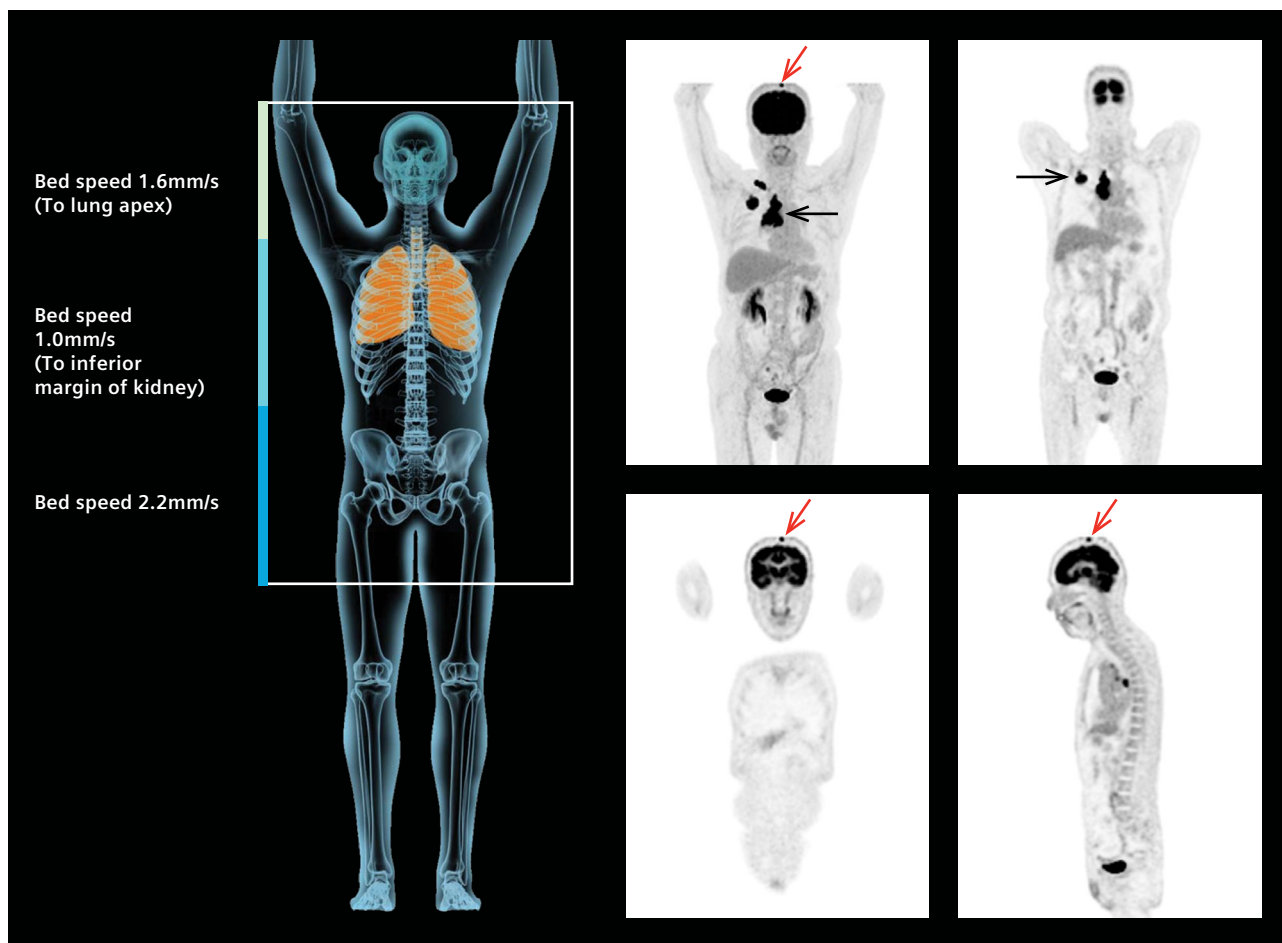 Bed speed 1.6mm/s
(To lung apex)
Bed speed
1.0mm/s
(To inferior
margin of kidney)
Bed speed 2.2mm/s